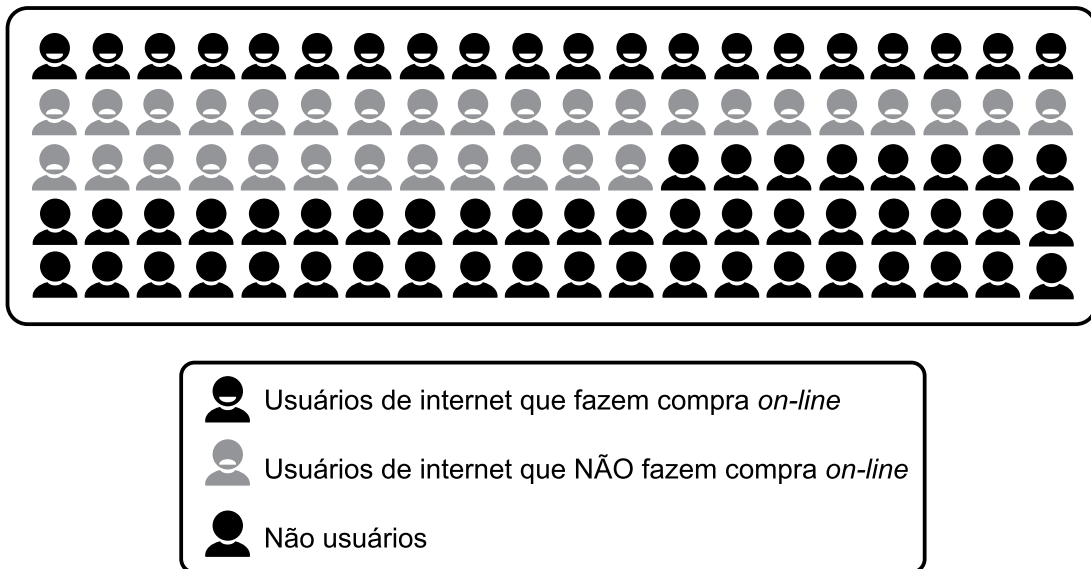 Usuários de internet que fazem compra on-line
Usuários de internet que NÃO fazem compra on-line
Não usuários